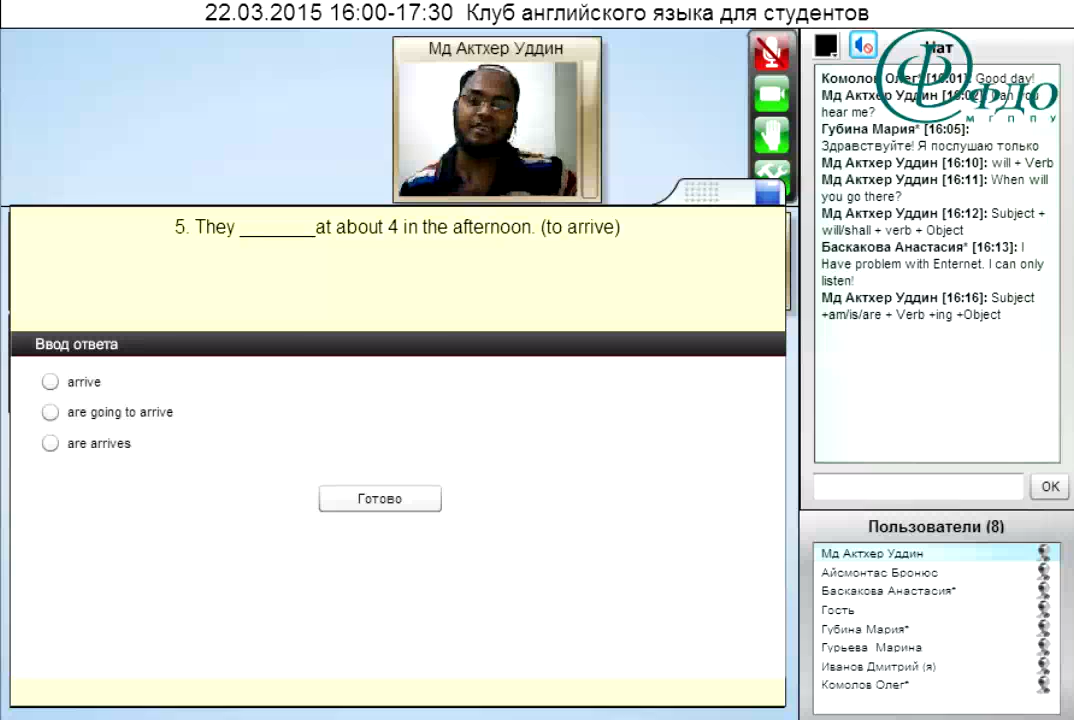 22.03.2015 16:00-17:30 Клуб английского языка для студентов
Мд Актхер Уддин
5. They _______at about 4 in the afternoon. (to arrive)
Ввод ответа
arrive
are going to arrive
are arrives
Готово
Чат
ФДО
МГППУ
Комолов Олег* [16:01]: Good day!
Мд Актхер Уддин [16:02]: Can you
hear me?
Губина Мария* [16:05]:
Здравствуйте! Я послушаю только
Мд Актхер Уддин [16:10]: will + Verb
Мд Актхер Уддин [16:11]: When will
you go there?
Мд Актхер Уддин [16:12]: Subject +
will/shall + verb + Object
Баскакова Анастасия* [16:13]: I
Have problem with Enternet. I can only
listen!
Мд Актхер Уддин [16:16]: Subject
+am/is/are + Verb +ing +Object
OK
Пользователи (8)
Мд Актхер Уддин
Айсмонтас Бронюс
Баскакова Анастасия*
Гость
Губина Мария*
Гурьева Марина
Иванов Дмитрий (я)
Комолов Олег*